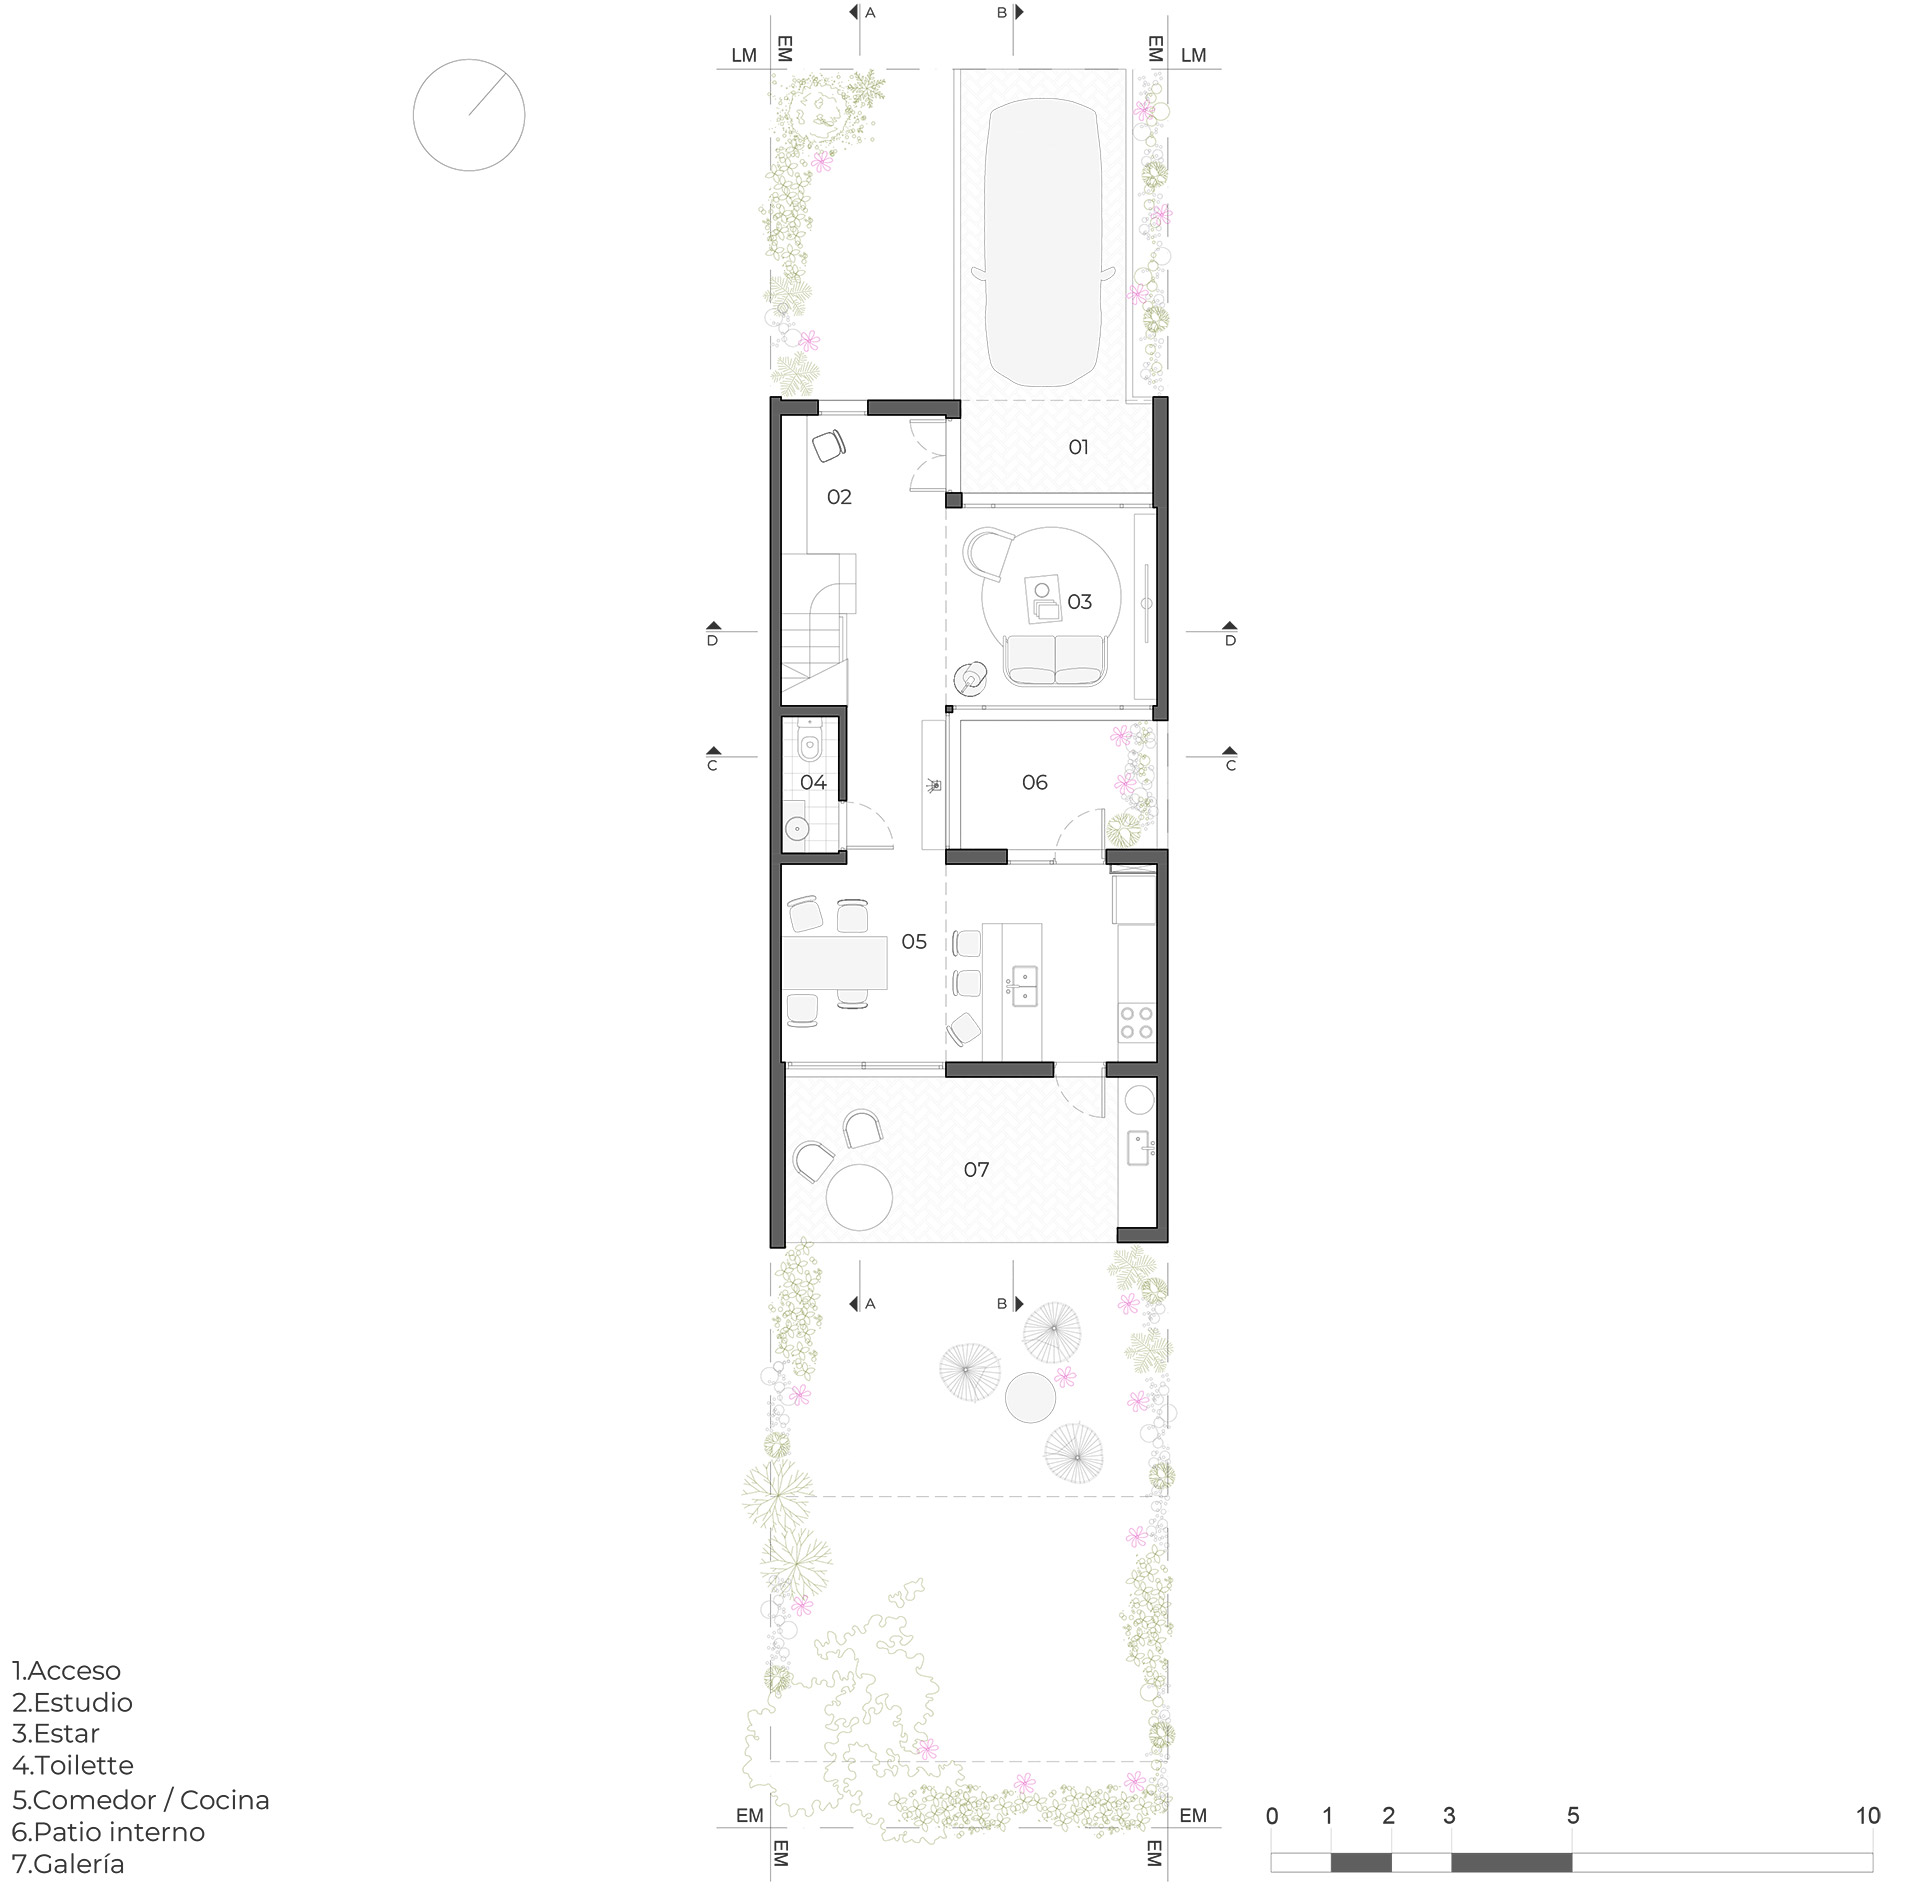 A B
LM EM EM LM
01
02
03
D D
C C
04 06
05
07
A B
1.Acceso
2.Estudio
3.Estar
4.Toilette
5.Comedor / Cocina
6.Patio interno
7.Galería
EM EM
EM EM
0 1 2 3 5 10